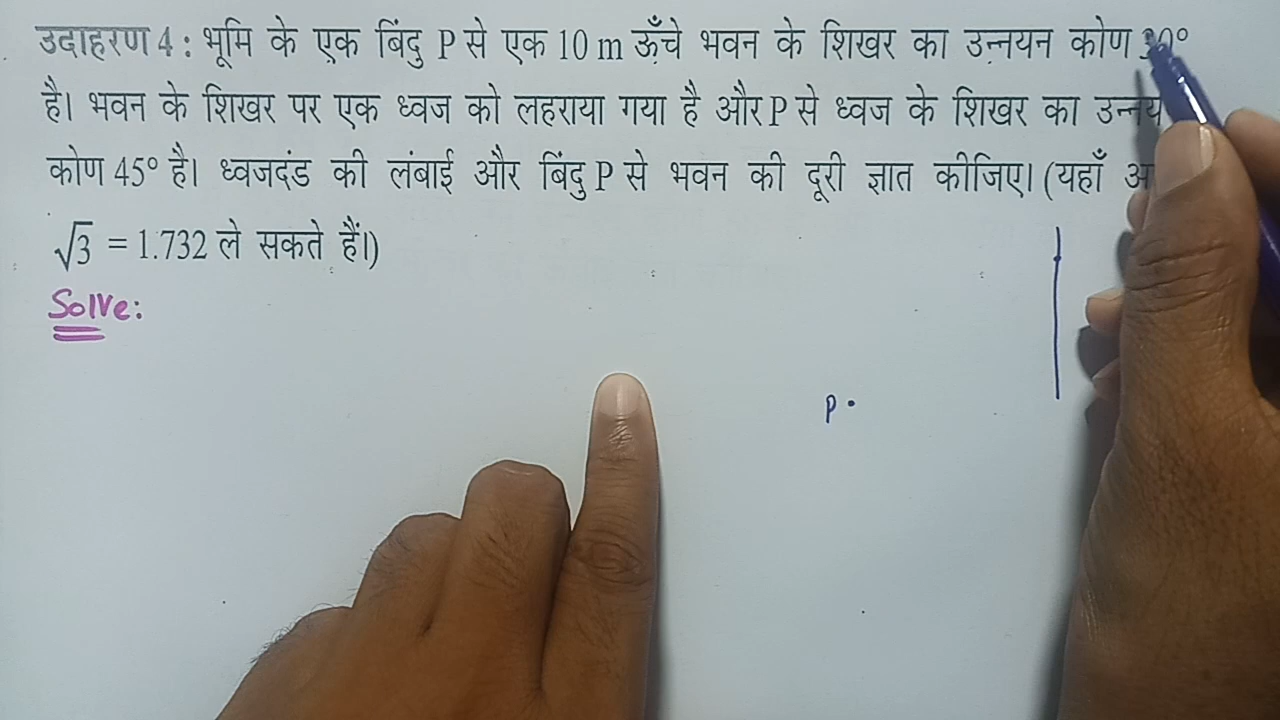 उदाहरण 4 : भूमि के एक बिंदु P से एक 10 m ऊँचे भवन के शिखर का उन्नयन कोण 30°
है। भवन के शिखर पर एक ध्वज को लहराया गया है और P से ध्वज के शिखर का
कोण 45° है। ध्वजदंड की लंबाई और बिंदु P से भवन की दूरी ज्ञात कीजिए। (यहाँ
√3 = 1.732 ले सकते हैं।)
Solve:
P